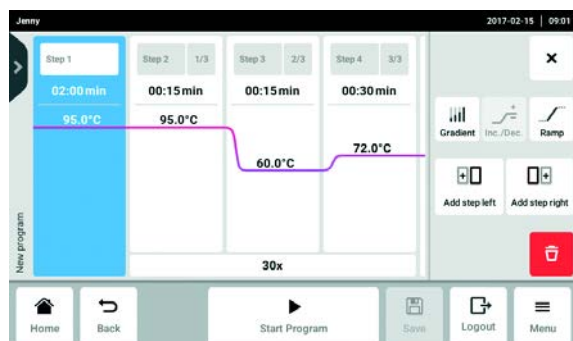 Jenny
2017-02-15 | 09:01
Step 1
Step 2 1/3
Step 3 2/3
Step 4 3/3
02:00 min
00:15 min
00:15 min
00:30 min
95.0°C
95.0°C
60.0°C
72.0°C
30x
New program
Gradient
Inc./Dec.
Ramp
Add step left
Add step right
Home
Back
Start Program
Save
Logout
Menu